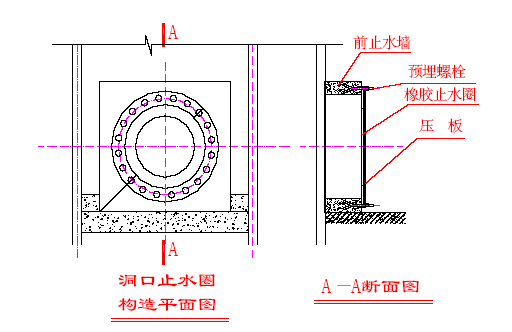 A
前止水墙
预埋螺栓
橡胶止水圈
压 板
A
洞口止水圈
构造平面图
A-A断面图